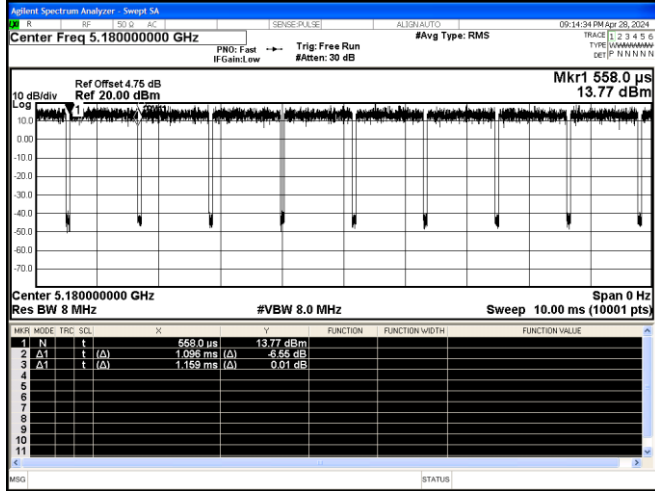 Agilent Spectrum Analyzer - Swept SA
R RF 50 Ω AC SENSE:PULSE ALIGN AUTO 09:14:34 PM Apr 28, 2024
Center Freq 5.180000000 GHz #Avg Type: RMS TRACE 1 2 3 4 5 6
PNO: Fast Trig: Free Run TYPE
IFGain:Low #Atten: 30 dB DET P N N N N N
Mkr1 558.0 µs
Ref Offset 4.75 dB
10 dB/div Ref 20.00 dBm 13.77 dBm
Log
1
10.0
0.00
-10.0
-20.0
-30.0
-40.0
-50.0
-60.0
-70.0
Center 5.180000000 GHz Span 0 Hz
Res BW 8 MHz #VBW 8.0 MHz Sweep 10.00 ms (10001 pts)
MKR MODE TRC SCL X Y FUNCTION FUNCTION WIDTH FUNCTION VALUE
1 N t 558.0 µs 13.77 dBm
2 Δ1 t (Δ) 1.096 ms (Δ) -6.55 dB
3 Δ1 t (Δ) 1.159 ms (Δ) 0.01 dB
4
5
6
7
8
9
10
11
MSG STATUS